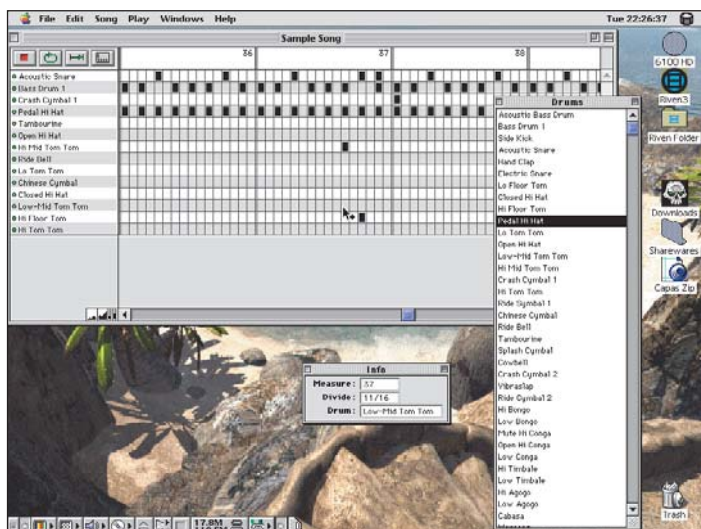 File Edit Song Play Windows Help Tue 22:26:37
Sample Song
36 37 38
Acoustic Snare
Bass Drum 1
Crash Cymbal 1
Pedal Hi Hat
Tambourine
Open Hi Hat
Hi Mid Tom Tom
Ride Bell
Lo Tom Tom
Chinese Cymbal
Closed Hi Hat
Low-Mid Tom Tom
Hi Floor Tom
Hi Tom Tom
Info
Measure: 37
Divide: 11/16
Drum: Low-Mid Tom Tom
Drums
Acoustic Bass Drum
Bass Drum 1
Side Kick
Acoustic Snare
Hand Clap
Electric Snare
Lo Floor Tom
Closed Hi Hat
Hi Floor Tom
Pedal Hi Hat
Lo Tom Tom
Open Hi Hat
Low-Mid Tom Tom
Hi Mid Tom Tom
Crash Cymbal 1
Hi Tom Tom
Ride Symbal 1
Chinese Cymbal
Ride Bell
Tambourine
Splash Cymbal
Cowbell
Crash Cymbal 2
Vibraslap
Ride Cymbal 2
Hi Bongo
Low Bongo
Mute Hi Conga
Open Hi Conga
Low Conga
Hi Timbale
Low Timbale
Hi Agogo
Low Agogo
Cabasa
6100 HD
Riven3
Riven Folder
Downloads
Sharewares
Capas Zip
Trash
17.8M